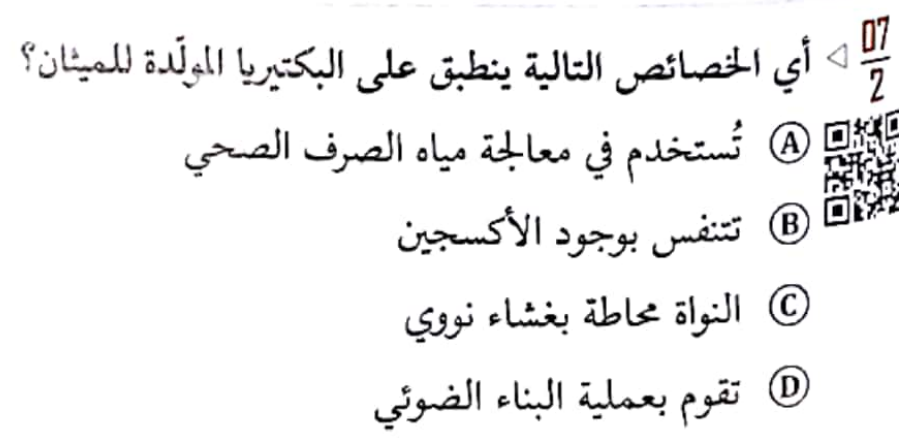 07/2 ◁ أي الخصائص التالية ينطبق على البكتيريا المولّدة للميثان؟
A تُستخدم في معالجة مياه الصرف الصحي
B تتنفس بوجود الأكسجين
C النواة محاطة بغشاء نووي
D تقوم بعملية البناء الضوئي